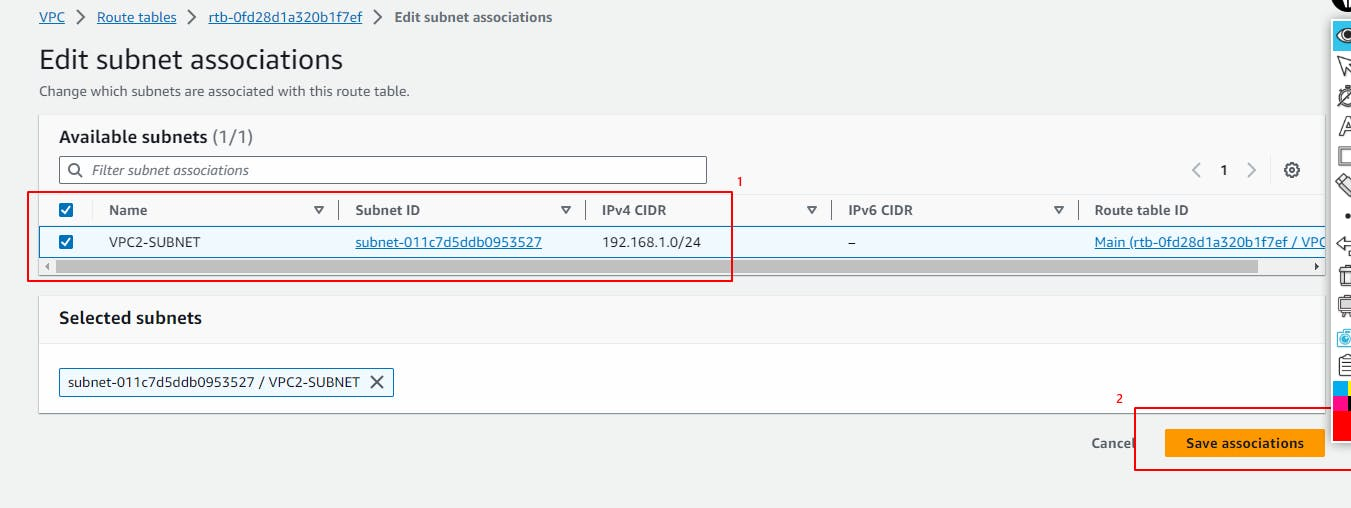 VPC > Route tables > rtb-0fd28d1a320b1f7ef > Edit subnet associations
Edit subnet associations
Change which subnets are associated with this route table.
Available subnets (1/1)
Filter subnet associations
1
1
Name Subnet ID IPv4 CIDR IPv6 CIDR Route table ID
VPC2-SUBNET subnet-011c7d5ddb0953527 192.168.1.0/24 – Main (rtb-0fd28d1a320b1f7ef / VPC
Selected subnets
subnet-011c7d5ddb0953527 / VPC2-SUBNET
2
Cancel Save associations